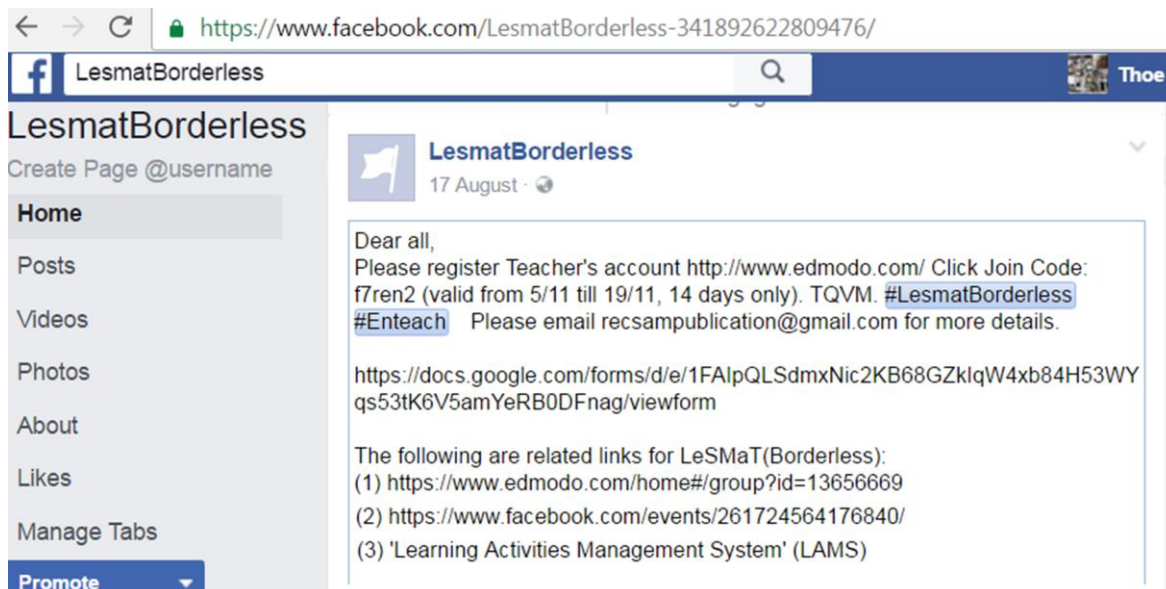 https://www.facebook.com/LesmatBorderless-341892622809476/
f LesmatBorderless
Thoe
LesmatBorderless
Create Page @username
Home
Posts
Videos
Photos
About
Likes
Manage Tabs
Promote
LesmatBorderless
17 August ·
Dear all,
Please register Teacher's account http://www.edmodo.com/ Click Join Code:
f7ren2 (valid from 5/11 till 19/11, 14 days only). TQVM. #LesmatBorderless
#Enteach Please email recsampublication@gmail.com for more details.
https://docs.google.com/forms/d/e/1FAIpQLSdmxNic2KB68GZkIqW4xb84H53WY
qs53tK6V5amYeRB0DFnag/viewform
The following are related links for LeSMaT(Borderless):
(1) https://www.edmodo.com/home#/group?id=13656669
(2) https://www.facebook.com/events/261724564176840/
(3) 'Learning Activities Management System' (LAMS)